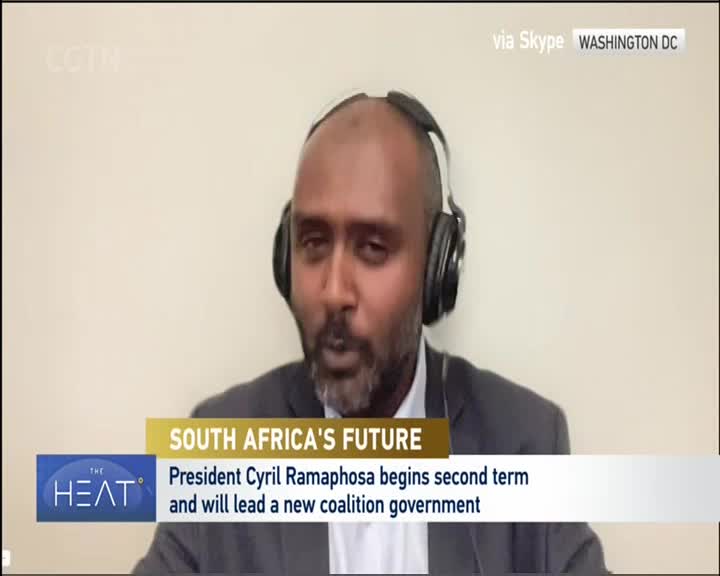 CGTN
via Skype WASHINGTON DC
SOUTH AFRICA'S FUTURE
THE
HEAT
President Cyril Ramaphosa begins second term
and will lead a new coalition government